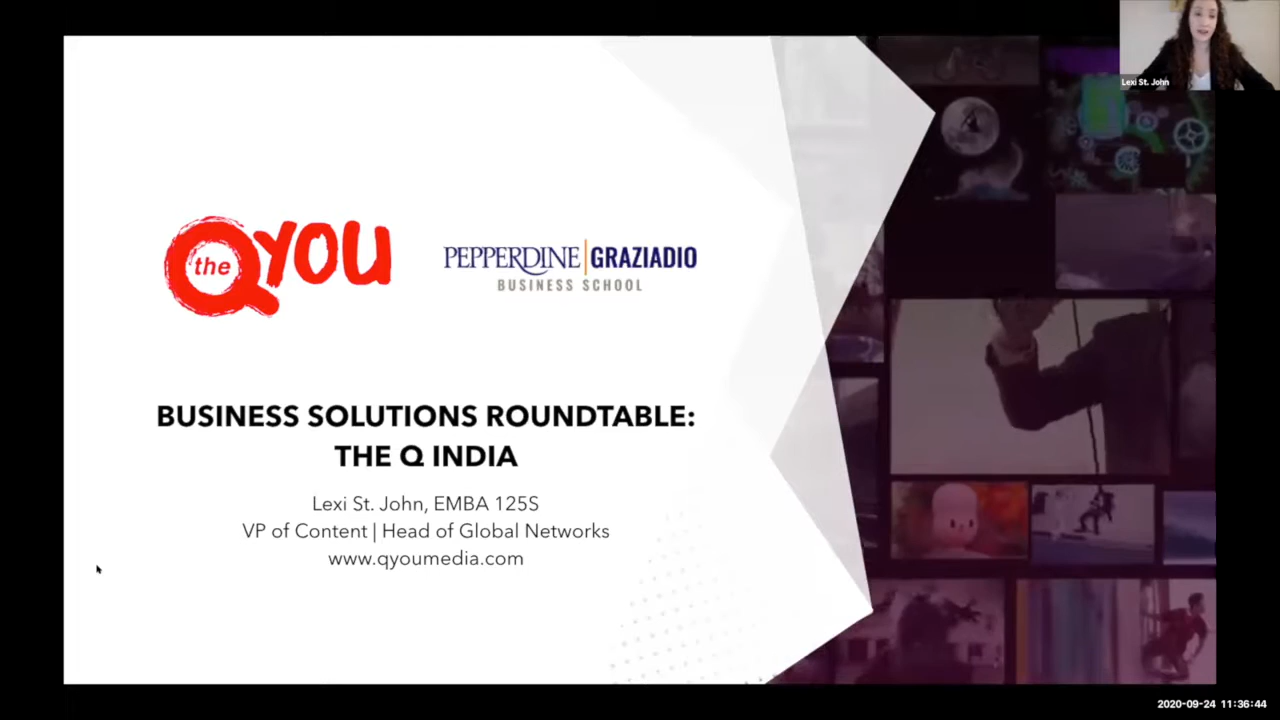 Lexi St. John
the QYOU
PEPPERDINE | GRAZIADIO
BUSINESS SCHOOL
BUSINESS SOLUTIONS ROUNDTABLE:
THE Q INDIA
Lexi St. John, EMBA 125S
VP of Content | Head of Global Networks
www.qyoumedia.com
2020-09-24 11:36:44